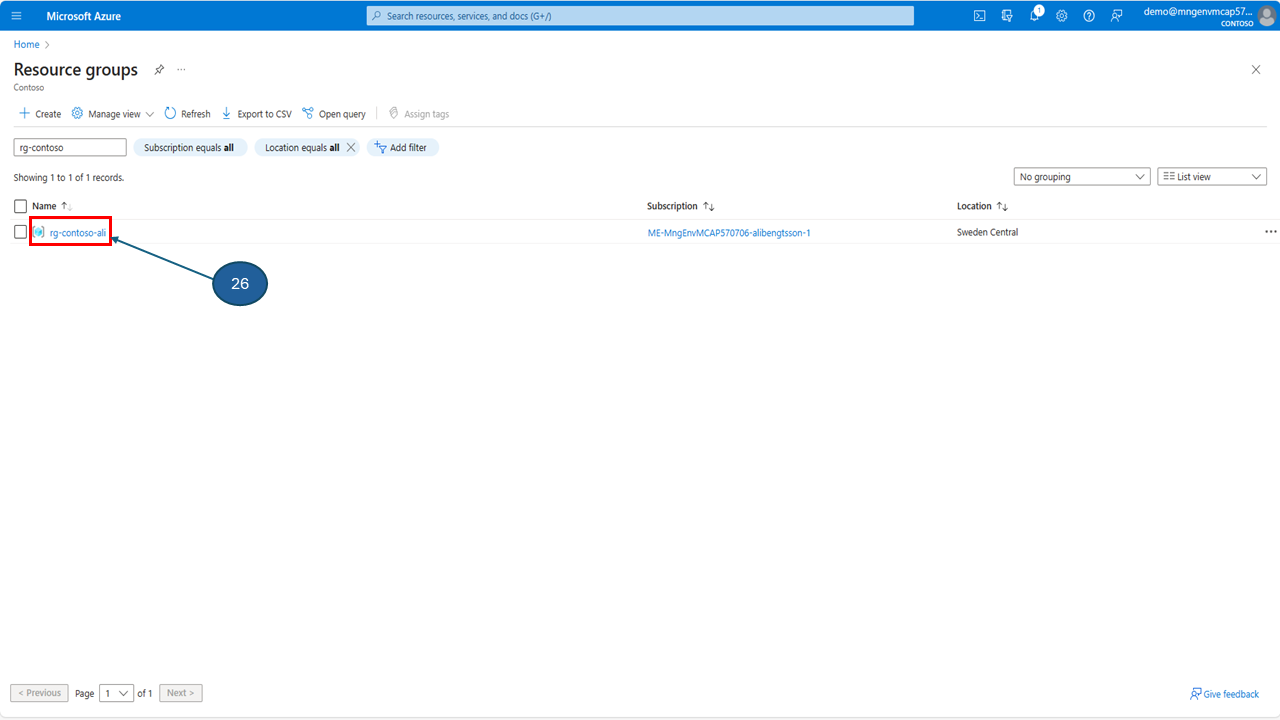 Microsoft Azure
Search resources, services, and docs (G+/)
1
demo@mngenvmcap57...
CONTOSO
Home
Resource groups
...
Contoso
Create
Manage view
Refresh
Export to CSV
Open query
Assign tags
rg-contoso
Subscription equals all
Location equals all
Add filter
Showing 1 to 1 of 1 records.
No grouping
List view
Name
Subscription
Location
rg-contoso-ali
ME-MngEnvMCAP570706-alibengtsson-1
Sweden Central
26
< Previous
Page
1
of 1
Next >
Give feedback